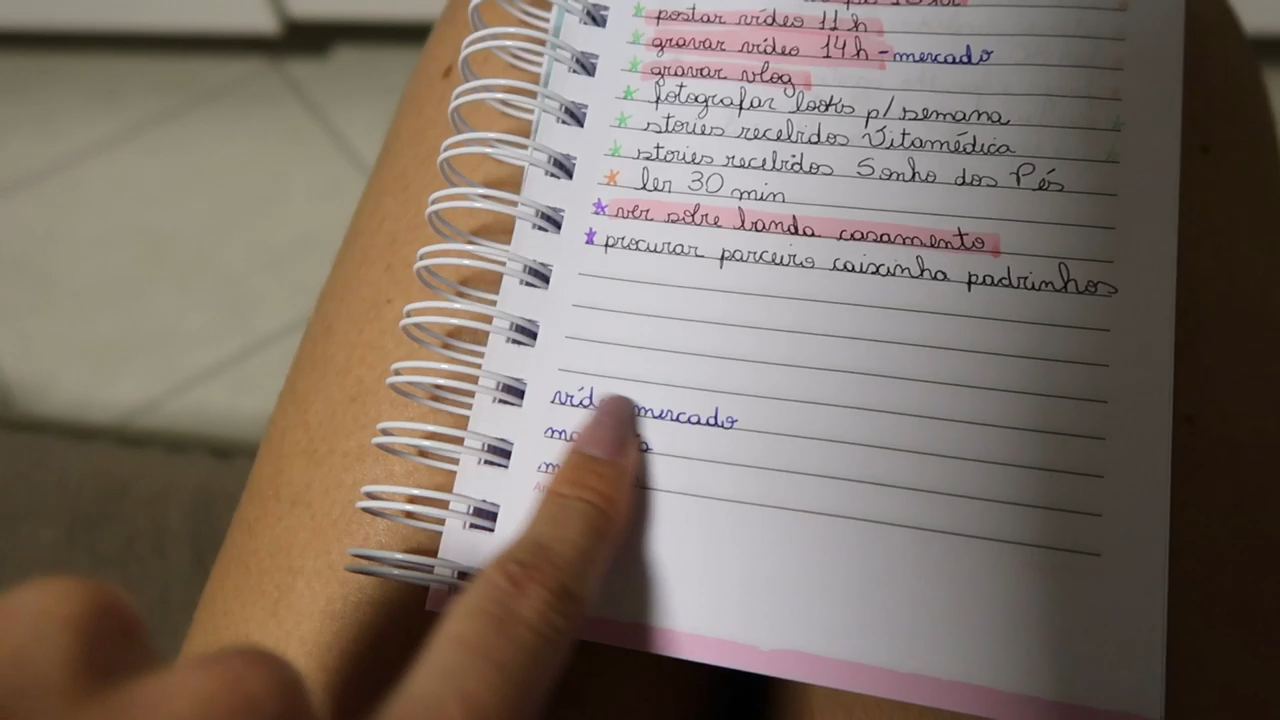 postar vídeo 11 h
gravar vídeo 14h - mercado
gravar vlog
fotografar looks p/ semana
stories recebidos Vitamédica
stories recebidos Sonho dos Pés
ler 30 min
ver sobre banda casamento
procurar parceiro caixinha padrinhos
mercado